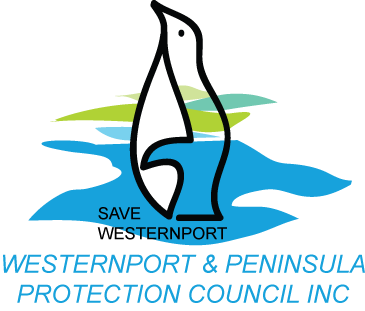 SAVE
WESTERNPORT
WESTERNPORT & PENINSULA
PROTECTION COUNCIL INC